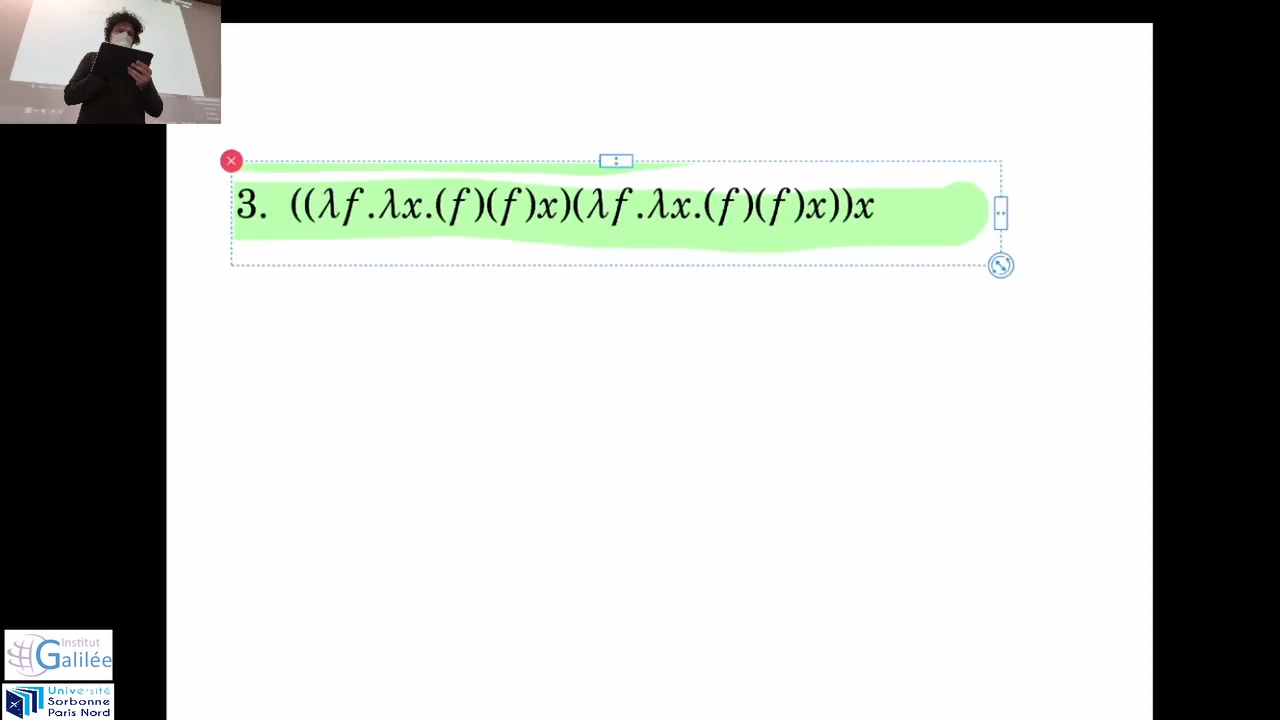 3. ((λf.λx.(f)(f)x)(λf.λx.(f)(f)x))x
Institut
Galilée
Université
Sorbonne
Paris Nord